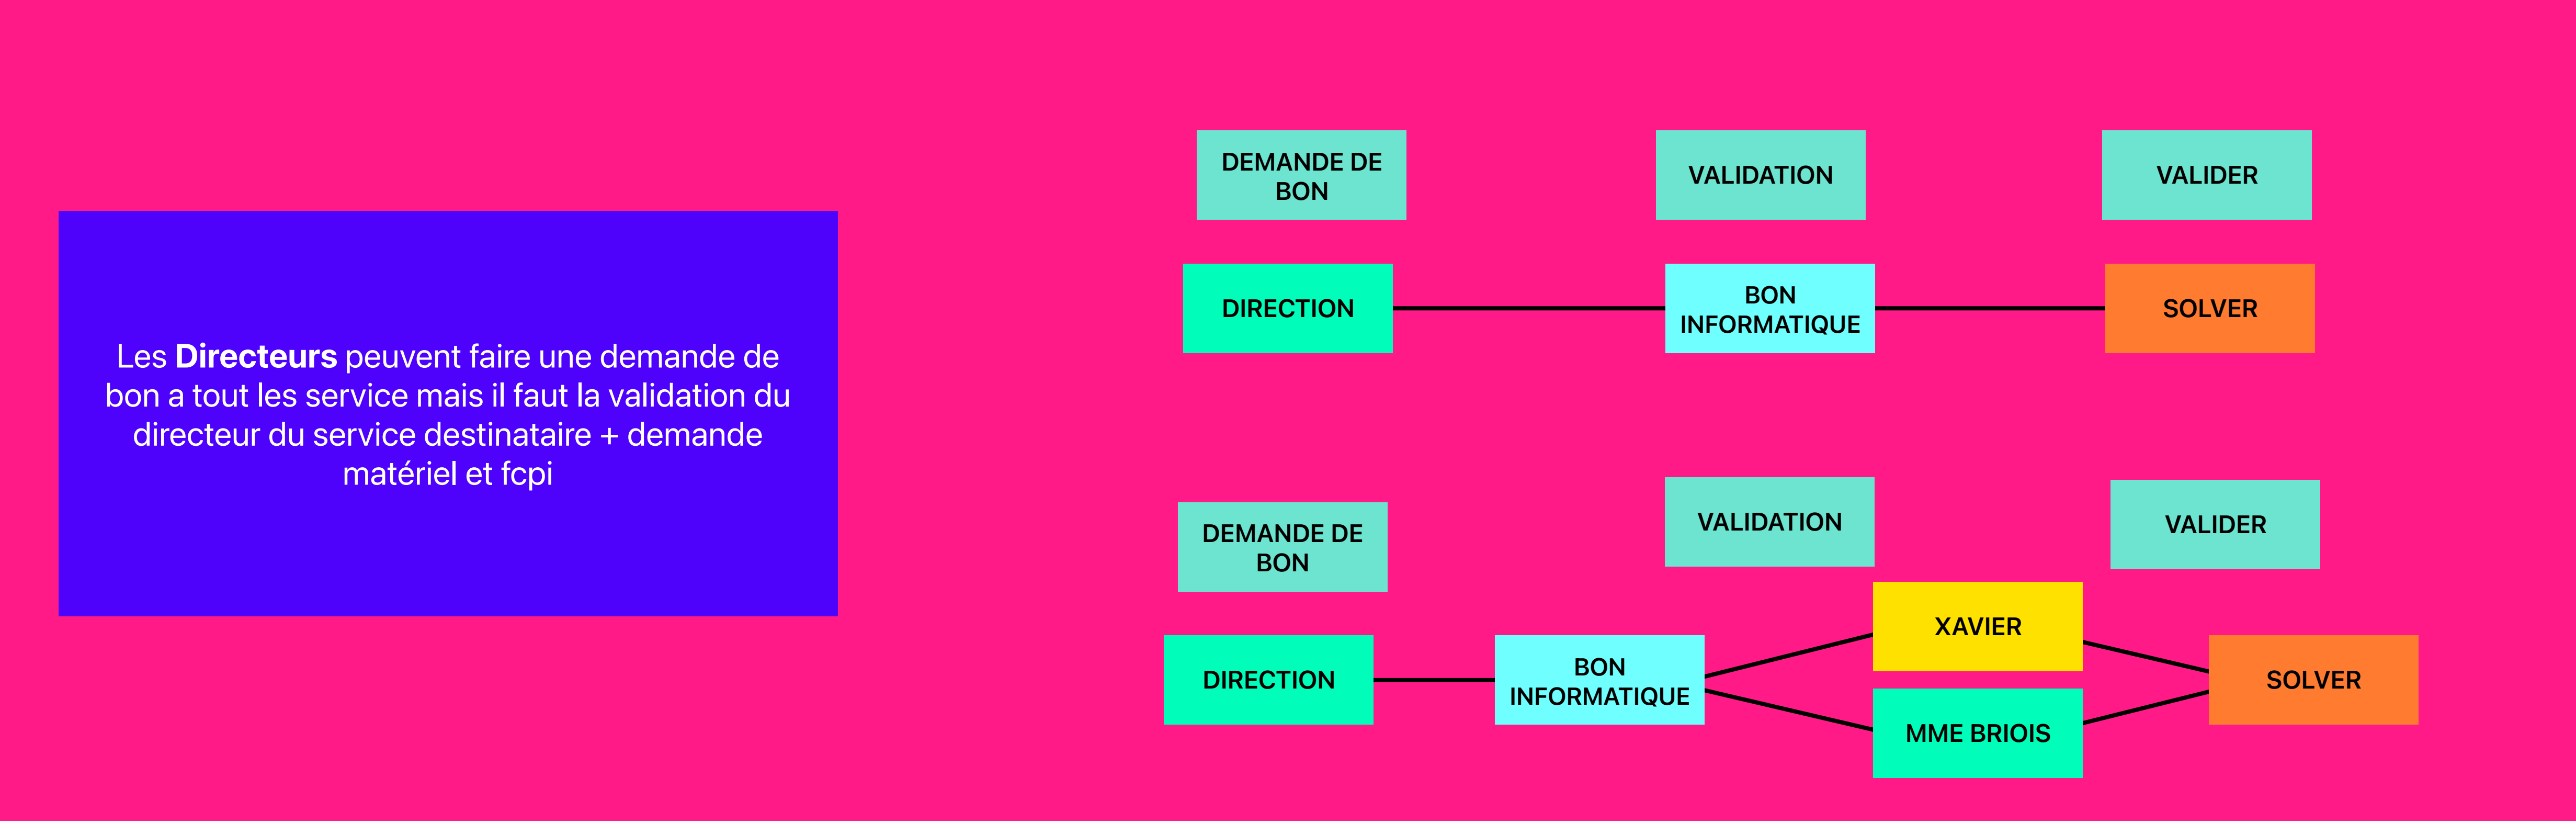 Les Directeurs peuvent faire une demande de
bon a tout les service mais il faut la validation du
directeur du service destinataire + demande
matériel et fcpi
DEMANDE DE
BON
VALIDATION
VALIDER
DIRECTION
BON
INFORMATIQUE
SOLVER
DEMANDE DE
BON
VALIDATION
VALIDER
DIRECTION
BON
INFORMATIQUE
XAVIER
MME BRIOIS
SOLVER